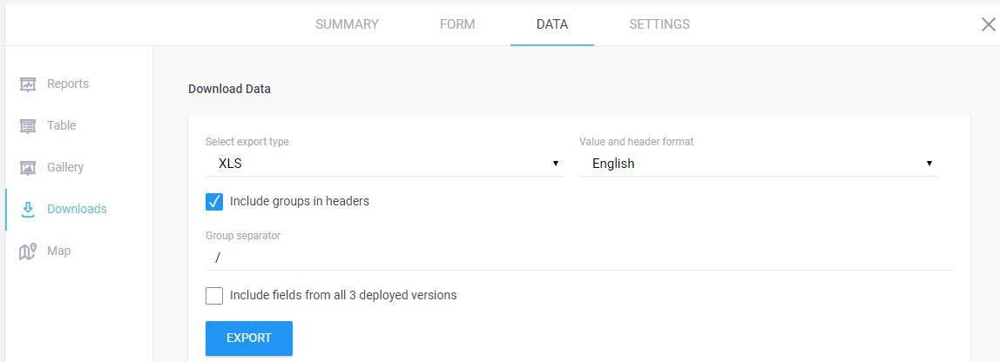 SUMMARY FORM DATA SETTINGS
Reports
Table
Gallery
Downloads
Map
Download Data
Select export type Value and header format
XLS English
Include groups in headers
Group separator
/
Include fields from all 3 deployed versions
EXPORT